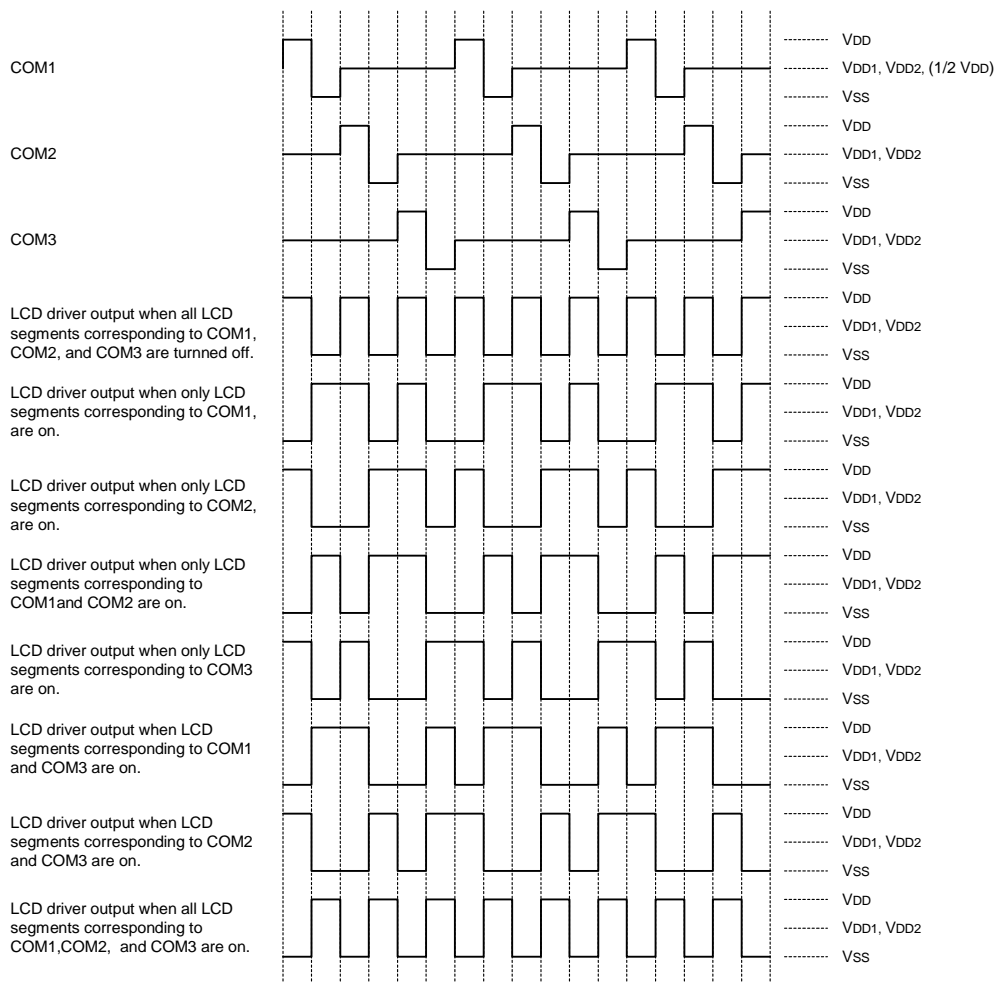 COM1
VDD
VDD1, VDD2, (1/2 VDD)
VSS
COM2
VDD
VDD1, VDD2
VSS
COM3
VDD
VDD1, VDD2
VSS
LCD driver output when all LCD
segments corresponding to COM1,
COM2, and COM3 are turnned off.
VDD
VDD1, VDD2
VSS
LCD driver output when only LCD
segments corresponding to COM1,
are on.
VDD
VDD1, VDD2
VSS
LCD driver output when only LCD
segments corresponding to COM2,
are on.
VDD
VDD1, VDD2
VSS
LCD driver output when only LCD
segments corresponding to
COM1and COM2 are on.
VDD
VDD1, VDD2
VSS
LCD driver output when only LCD
segments corresponding to COM3
are on.
VDD
VDD1, VDD2
VSS
LCD driver output when LCD
segments corresponding to COM1
and COM3 are on.
VDD
VDD1, VDD2
VSS
LCD driver output when LCD
segments corresponding to COM2
and COM3 are on.
VDD
VDD1, VDD2
VSS
LCD driver output when all LCD
segments corresponding to
COM1,COM2, and COM3 are on.
VDD
VDD1, VDD2
VSS